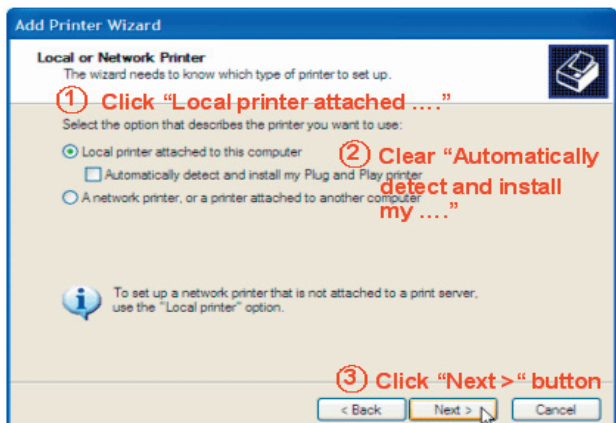 Add Printer Wizard
Local or Network Printer
The wizard needs to know which type of printer to set up.
① Click “Local printer attached ....”
Select the option that describes the printer you want to use:
Local printer attached to this computer
② Clear “Automatically
Automatically detect and install my Plug and Play printer
detect and install
A network printer, or a printer attached to another computer
my ....”
To set up a network printer that is not attached to a print server,
use the "Local printer" option.
③ Click “Next >“ button
< Back Next > Cancel